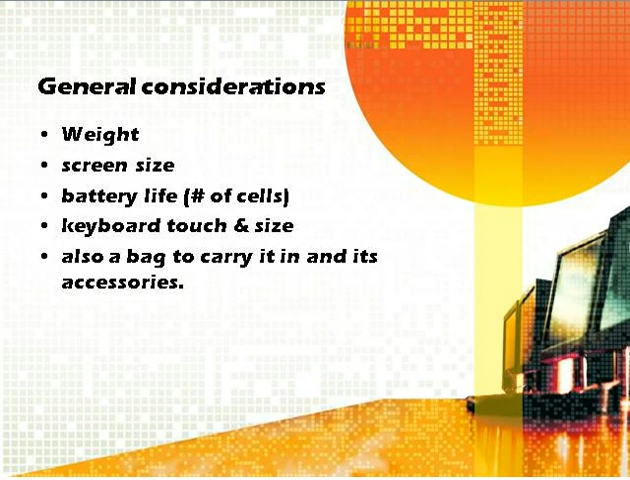 General considerations
• Weight
• screen size
• battery life (# of cells)
• keyboard touch & size
• also a bag to carry it in and its
accessories.